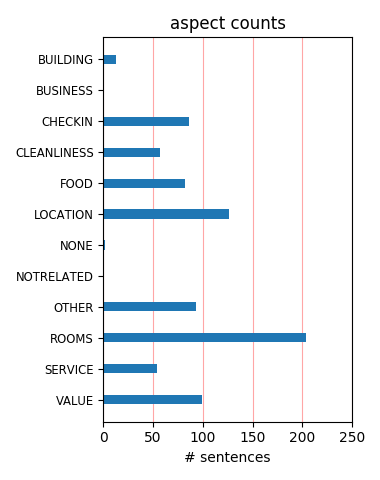 aspect counts
BUILDING
BUSINESS
CHECKIN
CLEANLINESS
FOOD
LOCATION
NONE
NOTRELATED
OTHER
ROOMS
SERVICE
VALUE
0 50 100 150 200 250
# sentences